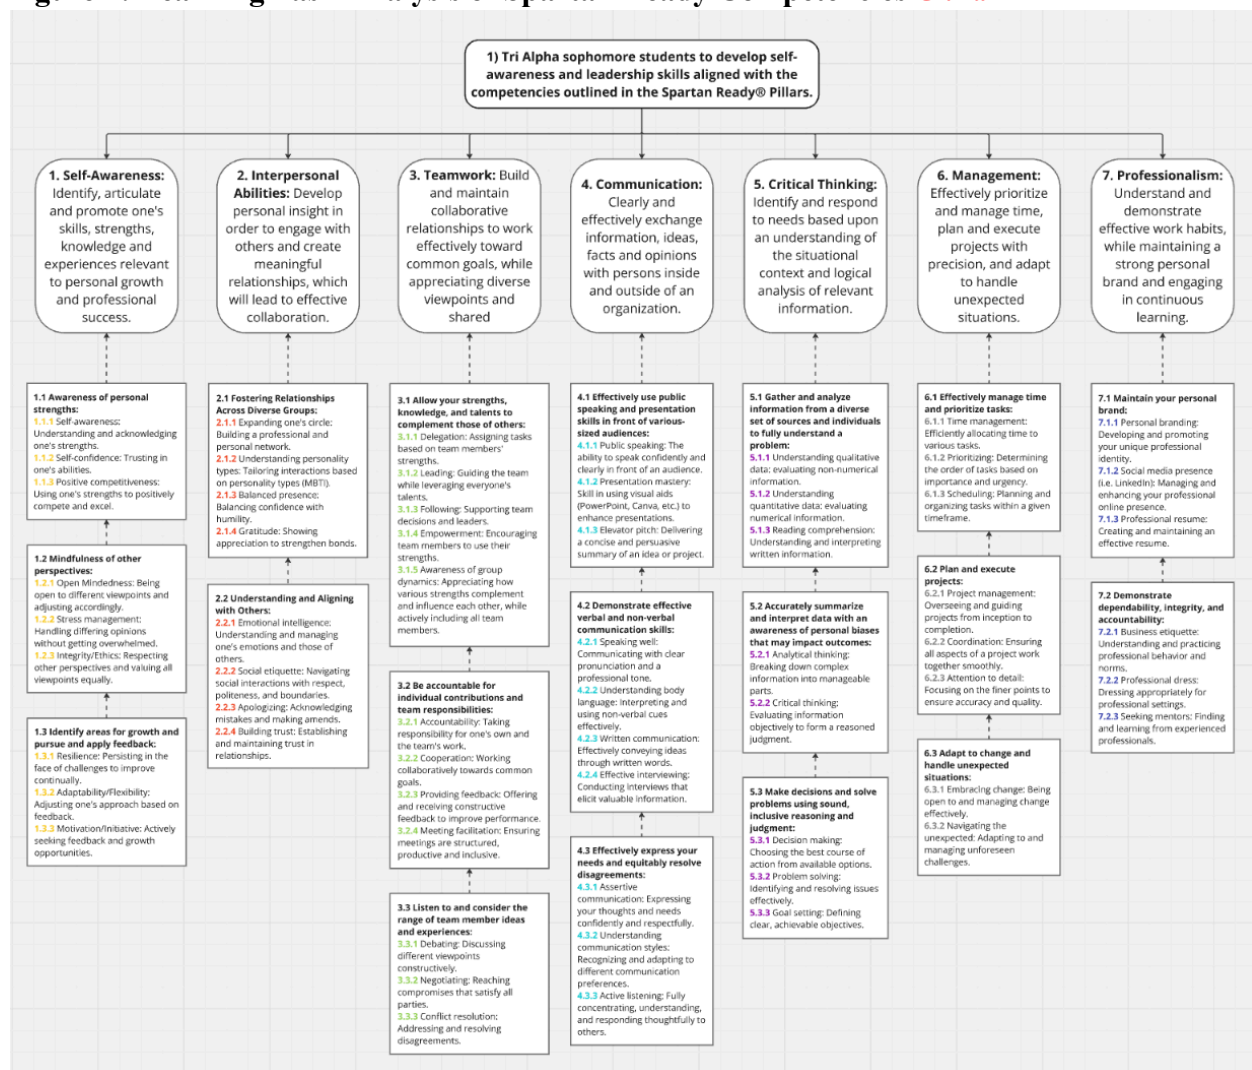 1) Tri Alpha sophomore students to develop self-
awareness and leadership skills aligned with the
competencies outlined in the Spartan Ready® Pillars.
1. Self-Awareness:
Identify, articulate
and promote one's
skills, strengths,
knowledge and
experiences relevant
to personal growth
and professional
success.
1.1 Awareness of personal
strengths:
1.1.1 Self-awareness:
Understanding and acknowledging
one's strengths.
1.1.2 Self-confidence: Trusting in
one's abilities.
1.1.3 Positive competitiveness:
Using one's strengths to positively
compete and excel.
1.2 Mindfulness of other
perspectives:
1.2.1 Open Mindedness: Being
open to different viewpoints and
adjusting accordingly.
1.2.2 Stress management:
Handling differing opinions
without getting overwhelmed.
1.2.3 Integrity/Ethics: Respecting
other perspectives and valuing all
viewpoints equally.
1.3 Identify areas for growth and
pursue and apply feedback:
1.3.1 Resilience: Persisting in the
face of challenges to improve
continually.
1.3.2 Adaptability/Flexibility:
Adjusting one's approach based on
feedback.
1.3.3 Motivation/Initiative: Actively
seeking feedback and growth
opportunities.
2. Interpersonal
Abilities: Develop
personal insight in
order to engage with
others and create
meaningful
relationships, which
will lead to effective
collaboration.
2.1 Fostering Relationships
Across Diverse Groups:
2.1.1 Expanding one's circle:
Building a professional and
personal network.
2.1.2 Understanding personality
types: Tailoring interactions based
on personality types (MBTI).
2.1.3 Balanced presence:
Balancing confidence with
humility.
2.1.4 Gratitude: Showing
appreciation to strengthen bonds.
2.2 Understanding and Aligning
with Others:
2.2.1 Emotional intelligence:
Understanding and managing
one's emotions and those of
others.
2.2.2 Social etiquette: Navigating
social interactions with respect,
politeness, and boundaries.
2.2.3 Apologizing: Acknowledging
mistakes and making amends.
2.2.4 Building trust: Establishing
and maintaining trust in
relationships.
3. Teamwork: Build
and maintain
collaborative
relationships to work
effectively toward
common goals, while
appreciating diverse
viewpoints and
shared
3.1 Allow your strengths,
knowledge, and talents to
complement those of others:
3.1.1 Delegation: Assigning tasks
based on team members'
strengths.
3.1.2 Leading: Guiding the team
while leveraging everyone's
talents.
3.1.3 Following: Supporting team
decisions and leaders.
3.1.4 Empowerment: Encouraging
team members to use their
strengths.
3.1.5 Awareness of group
dynamics: Appreciating how
various strengths complement
and influence each other, while
actively including all team
members.
3.2 Be accountable for
individual contributions and
team responsibilities:
3.2.1 Accountability: Taking
responsibility for one's own and
the team's work.
3.2.2 Cooperation: Working
collaboratively towards common
goals.
3.2.3 Providing feedback: Offering
and receiving constructive
feedback to improve performance.
3.2.4 Meeting facilitation: Ensuring
meetings are structured,
productive and inclusive.
3.3 Listen to and consider the
range of team member ideas
and experiences:
3.3.1 Debating: Discussing
different viewpoints
constructively.
3.3.2 Negotiating: Reaching
compromises that satisfy all
parties.
3.3.3 Conflict resolution:
Addressing and resolving
disagreements.
4. Communication:
Clearly and
effectively exchange
information, ideas,
facts and opinions
with persons inside
and outside of an
organization.
4.1 Effectively use public
speaking and presentation
skills in front of various-
sized audiences:
4.1.1 Public speaking: The
ability to speak confidently and
clearly in front of an audience.
4.1.2 Presentation mastery:
Skill in using visual aids
(PowerPoint, Canva, etc.) to
enhance presentations.
4.1.3 Elevator pitch: Delivering
a concise and persuasive
summary of an idea or project.
4.2 Demonstrate effective
verbal and non-verbal
communication skills:
4.2.1 Speaking well:
Communicating with clear
pronunciation and a
professional tone.
4.2.2 Understanding body
language: Interpreting and
using non-verbal cues
effectively.
4.2.3 Written communication:
Effectively conveying ideas
through written words.
4.2.4 Effective interviewing:
Conducting interviews that
elicit valuable information.
4.3 Effectively express your
needs and equitably resolve
disagreements:
4.3.1 Assertive
communication: Expressing
your thoughts and needs
confidently and respectfully.
4.3.2 Understanding
communication styles:
Recognizing and adapting to
different communication
preferences.
4.3.3 Active listening: Fully
concentrating, understanding,
and responding thoughtfully to
others.
5. Critical Thinking:
Identify and respond
to needs based upon
an understanding of
the situational
context and logical
analysis of relevant
information.
5.1 Gather and analyze
information from a diverse
set of sources and individuals
to fully understand a
problem:
5.1.1 Understanding qualitative
data: evaluating non-numerical
information.
5.1.2 Understanding
quantitative data: evaluating
numerical information.
5.1.3 Reading comprehension:
Understanding and interpreting
written information.
5.2 Accurately summarize
and interpret data with an
awareness of personal biases
that may impact outcomes:
5.2.1 Analytical thinking:
Breaking down complex
information into manageable
parts.
5.2.2 Critical thinking:
Evaluating information
objectively to form a reasoned
judgment.
5.3 Make decisions and solve
problems using sound,
inclusive reasoning and
judgment:
5.3.1 Decision making:
Choosing the best course of
action from available options.
5.3.2 Problem solving:
Identifying and resolving issues
effectively.
5.3.3 Goal setting: Defining
clear, achievable objectives.
6. Management:
Effectively prioritize
and manage time,
plan and execute
projects with
precision, and adapt
to handle
unexpected
situations.
6.1 Effectively manage time
and prioritize tasks:
6.1.1 Time management:
Efficiently allocating time to
various tasks.
6.1.2 Prioritizing: Determining
the order of tasks based on
importance and urgency.
6.1.3 Scheduling: Planning and
organizing tasks within a given
timeframe.
6.2 Plan and execute
projects:
6.2.1 Project management:
Overseeing and guiding
projects from inception to
completion.
6.2.2 Coordination: Ensuring
all aspects of a project work
together smoothly.
6.2.3 Attention to detail:
Focusing on the finer points to
ensure accuracy and quality.
6.3 Adapt to change and
handle unexpected
situations:
6.3.1 Embracing change: Being
open to and managing change
effectively.
6.3.2 Navigating the
unexpected: Adapting to and
managing unforeseen
challenges.
7. Professionalism:
Understand and
demonstrate
effective work habits,
while maintaining a
strong personal
brand and engaging
in continuous
learning.
7.1 Maintain your personal
brand:
7.1.1 Personal branding:
Developing and promoting
your unique professional
identity.
7.1.2 Social media presence
(i.e. LinkedIn): Managing and
enhancing your professional
online presence.
7.1.3 Professional resume:
Creating and maintaining an
effective resume.
7.2 Demonstrate
dependability, integrity, and
accountability:
7.2.1 Business etiquette:
Understanding and practicing
professional behavior and
norms.
7.2.2 Professional dress:
Dressing appropriately for
professional settings.
7.2.3 Seeking mentors: Finding
and learning from experienced
professionals.